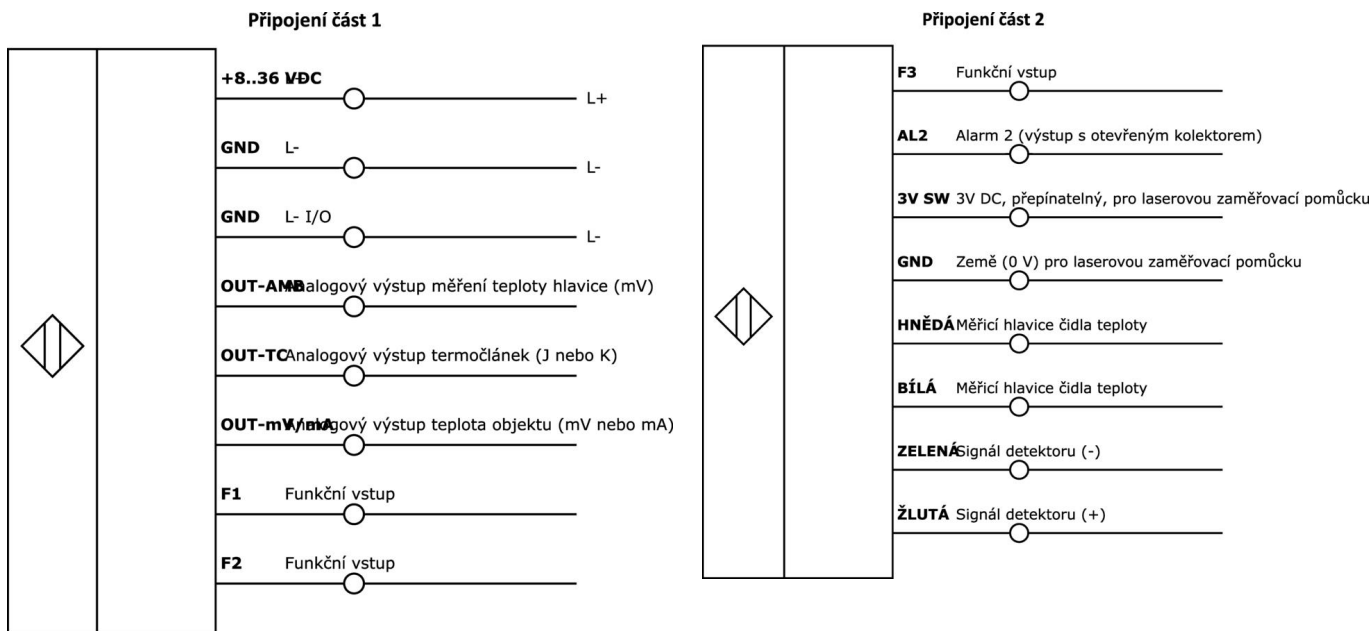 Připojení část 1
+8..36 VDC L+
L+
GND L-
L-
GND L- I/O
L-
OUT-AMB Analogový výstup měření teploty hlavice (mV)
OUT-TC Analogový výstup termočlánek (J nebo K)
OUT-mV/mA Analogový výstup teplota objektu (mV nebo mA)
F1 Funkční vstup
F2 Funkční vstup
Připojení část 2
F3 Funkční vstup
AL2 Alarm 2 (výstup s otevřeným kolektorem)
3V SW 3V DC, přepínatelný, pro laserovou zaměřovací pomůcku
GND Země (0 V) pro laserovou zaměřovací pomůcku
HNĚDÁ Měřicí hlavice čidla teploty
BÍLÁ Měřicí hlavice čidla teploty
ZELENÁ Signál detektoru (-)
ŽLUTÁ Signál detektoru (+)